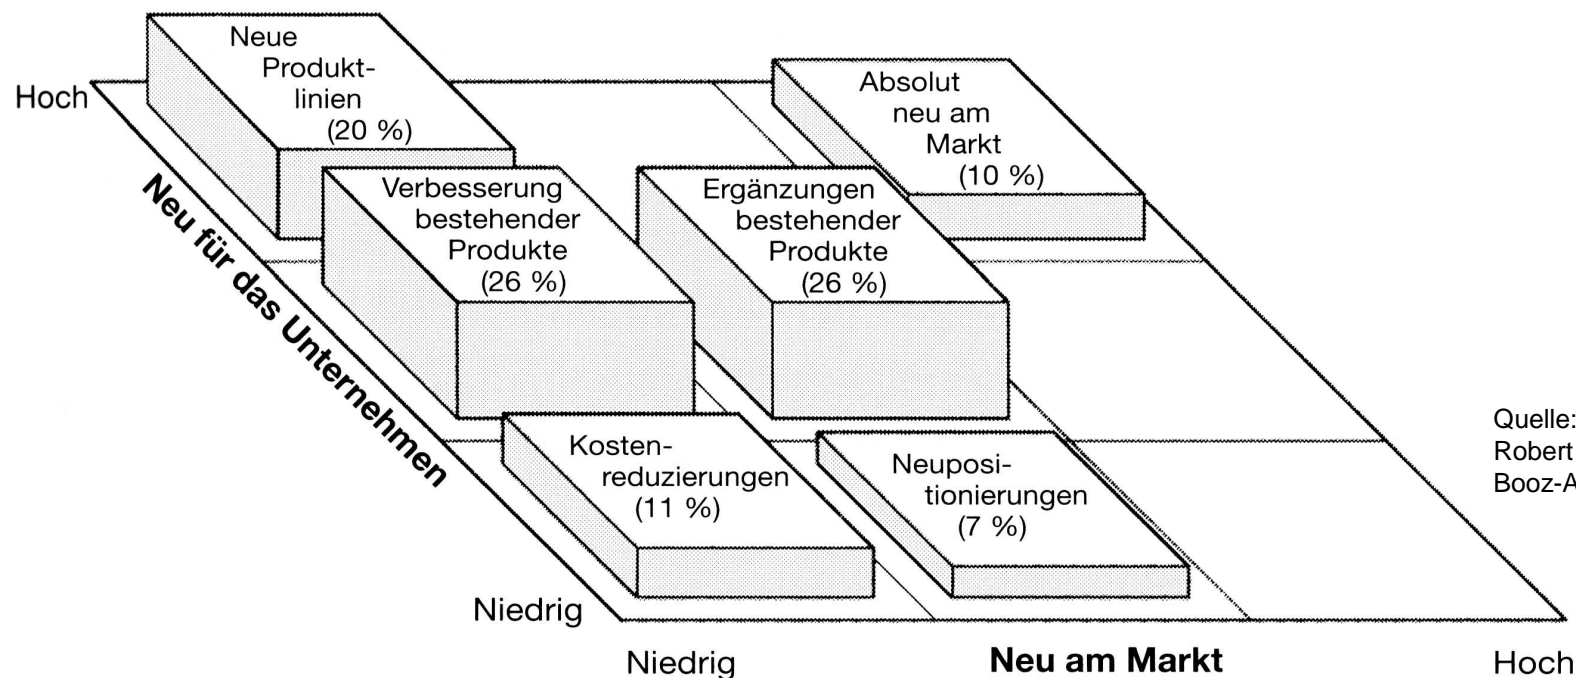 Neue
Produkt-
linien
(20 %)
Absolut
neu am
Markt
(10 %)
Hoch
Verbesserung
bestehender
Produkte
(26 %)
Ergänzungen
bestehender
Produkte
(26 %)
Neu für das Unternehmen
Kosten-
reduzierungen
(11 %)
Neuposi-
tionierungen
(7 %)
Quelle:
Robert
Booz-A
Niedrig
Niedrig
Neu am Markt
Hoch